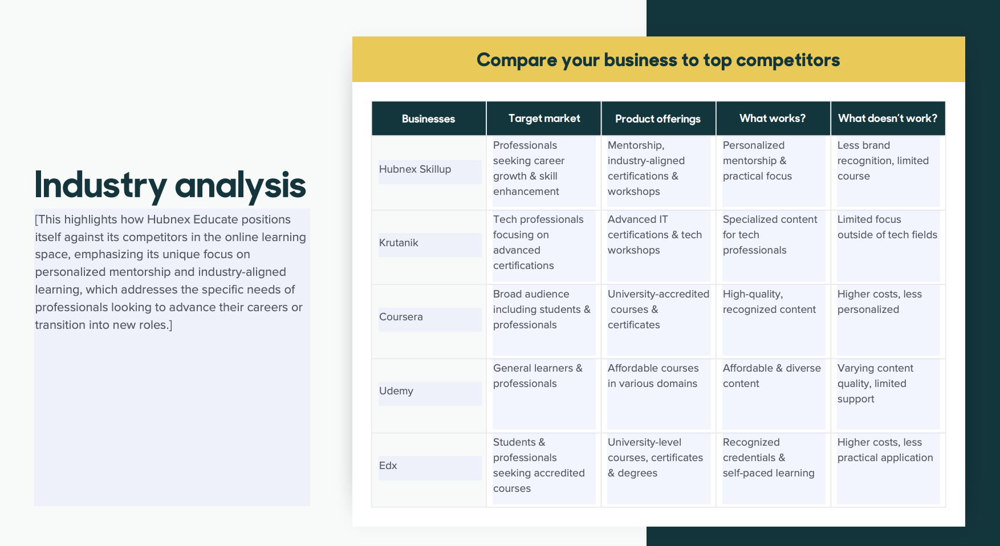 Industry analysis
[This highlights how Hubnex Educate positions
itself against its competitors in the online learning
space, emphasizing its unique focus on
personalized mentorship and industry-aligned
learning, which addresses the specific needs of
professionals looking to advance their careers or
transition into new roles.]
Compare your business to top competitors
Businesses
Target market
Product offerings
What works?
What doesn't work?
Hubnex Skillup
Professionals
seeking career
growth & skill
enhancement
Mentorship,
industry-aligned
certifications &
workshops
Personalized
mentorship &
practical focus
Less brand
recognition, limited
course
Krutanik
Tech professionals
focusing on
advanced
certifications
Advanced IT
certifications & tech
workshops
Specialized content
for tech
professionals
Limited focus
outside of tech fields
Coursera
Broad audience
including students &
professionals
University-accredited
courses &
certificates
High-quality,
recognized content
Higher costs, less
personalized
Udemy
General learners &
professionals
Affordable courses
in various domains
Affordable & diverse
content
Varying content
quality, limited
support
Edx
Students &
professionals
seeking accredited
courses
University-level
courses, certificates
& degrees
Recognized
credentials &
self-paced learning
Higher costs, less
practical application